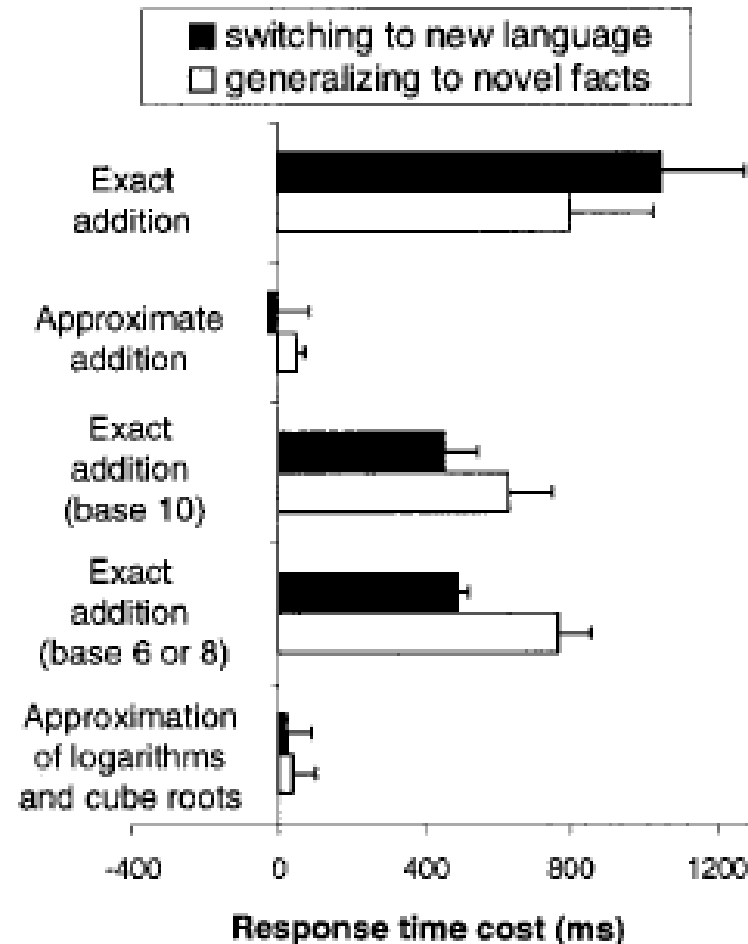 switching to new language
generalizing to novel facts
Exact
addition
Approximate
addition
Exact
addition
(base 10)
Exact
addition
(base 6 or 8)
Approximation
of logarithms
and cube roots
-400 0 400 800 1200
Response time cost (ms)